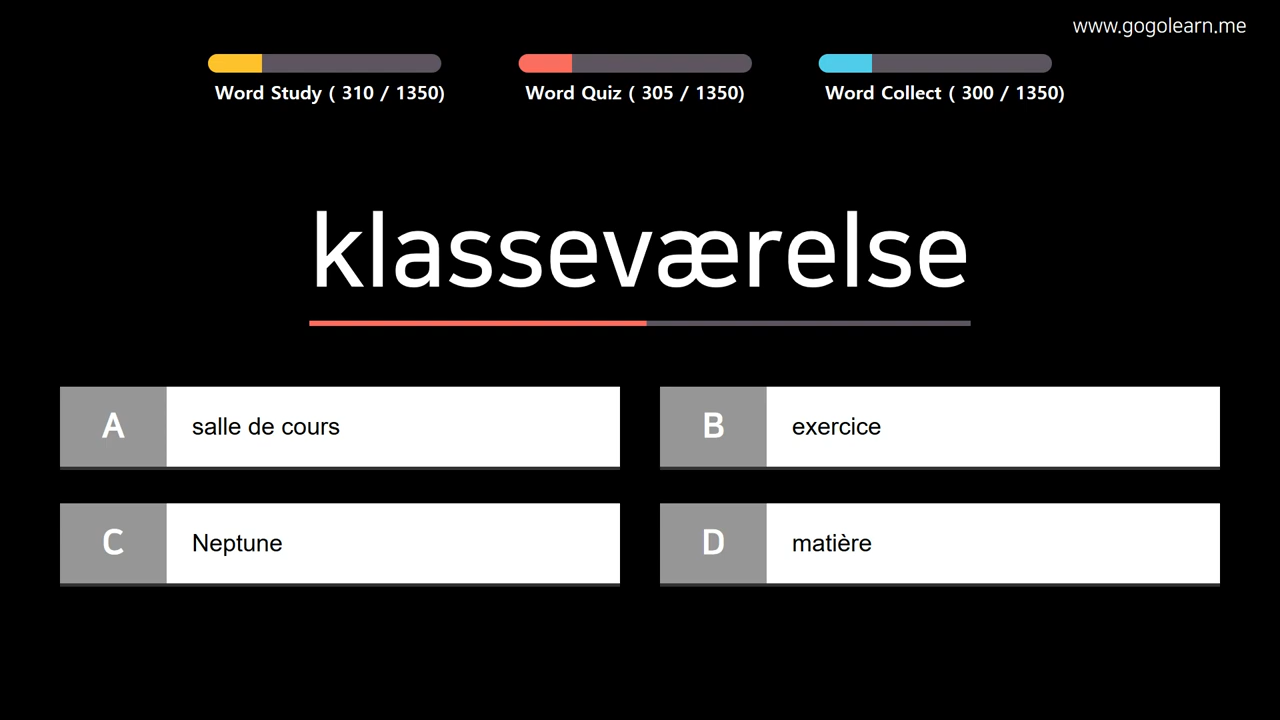 www.gogolearn.me
Word Study ( 310 / 1350)
Word Quiz ( 305 / 1350)
Word Collect ( 300 / 1350)
klasseværelse
A
salle de cours
B
exercice
C
Neptune
D
matière